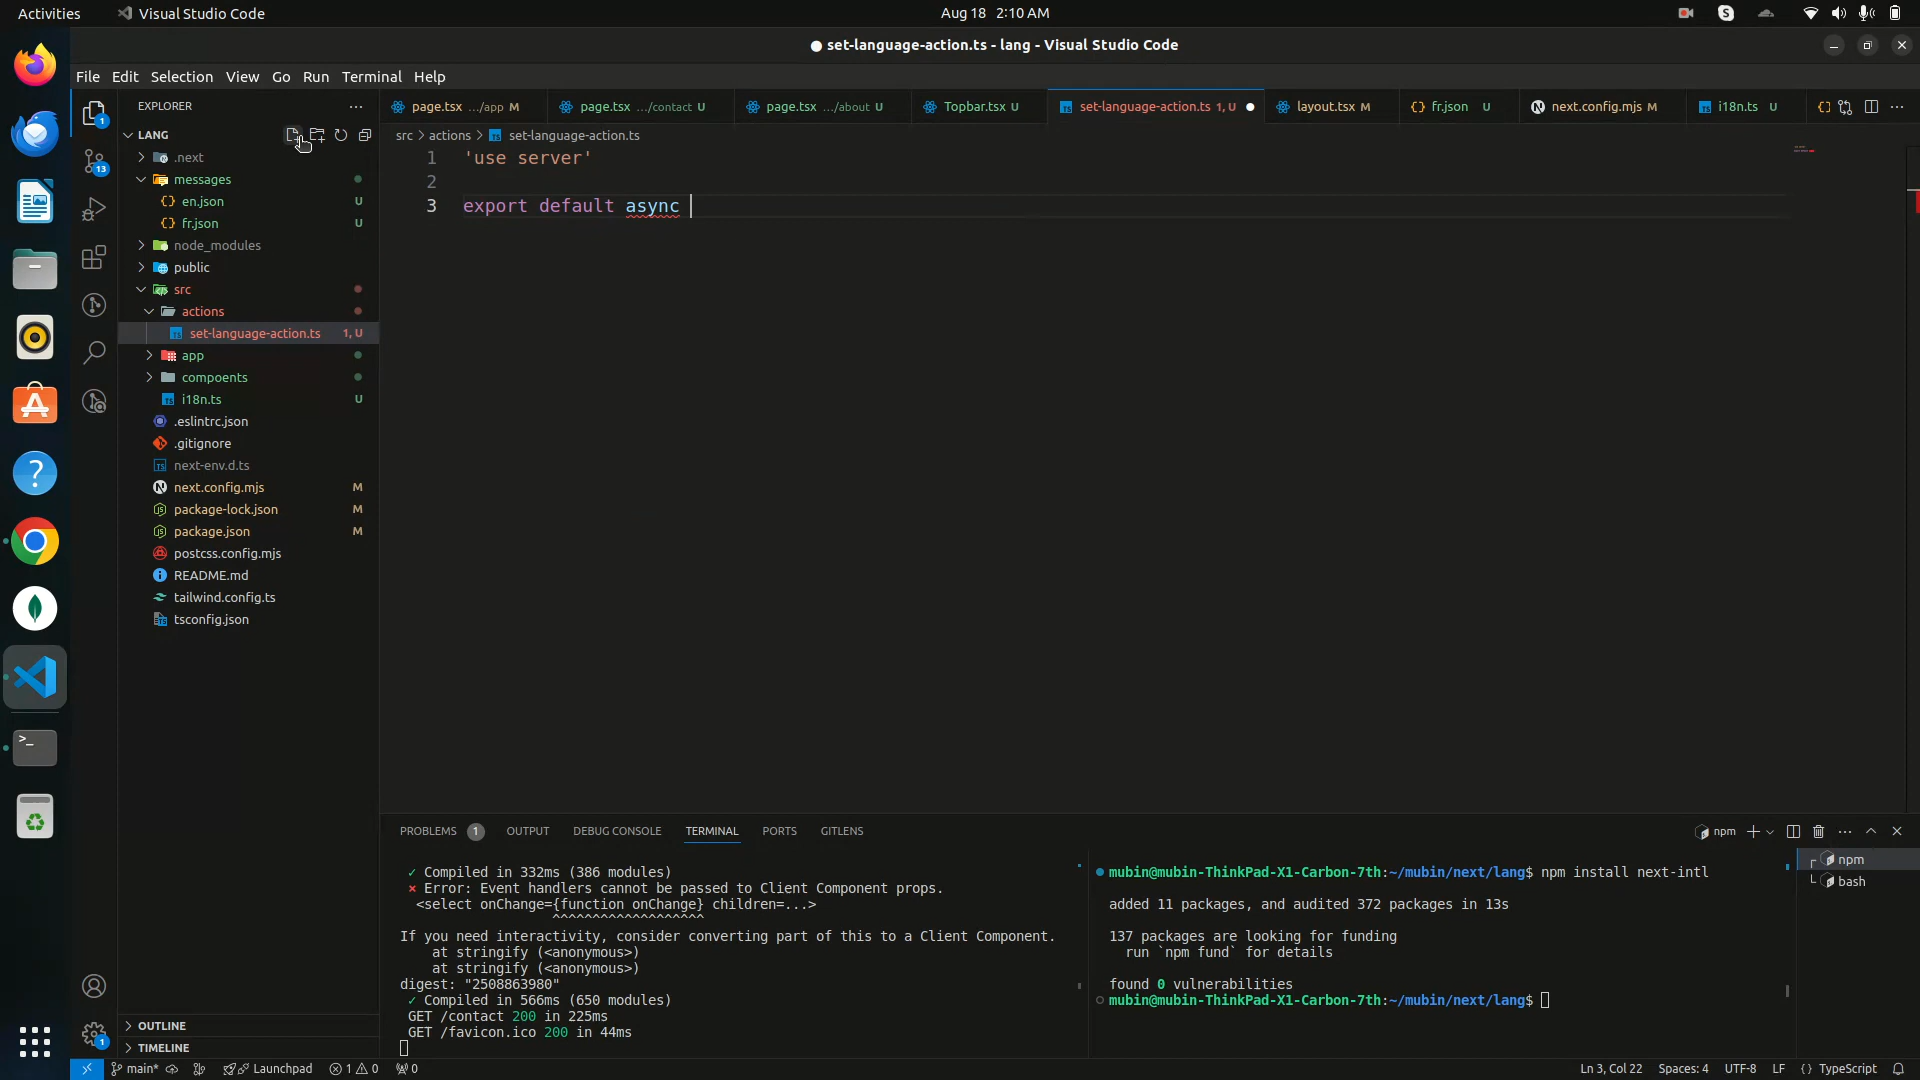 Activities
Visual Studio Code
Aug 18 2:10 AM
● set-language-action.ts - lang - Visual Studio Code
File Edit Selection View Go Run Terminal Help
EXPLORER
page.tsx .../app M
page.tsx .../contact U
page.tsx .../about U
Topbar.tsx U
set-language-action.ts 1, U
layout.tsx M
fr.json U
next.config.mjs M
i18n.ts U
LANG
src > actions > set-language-action.ts
.next
messages
en.json U
fr.json U
node_modules
public
src
actions
set-language-action.ts 1, U
app
compoents
i18n.ts U
.eslintrc.json
.gitignore
next-env.d.ts
next.config.mjs M
package-lock.json M
package.json M
postcss.config.mjs
README.md
tailwind.config.ts
tsconfig.json
OUTLINE
TIMELINE
1 'use server'
2
3 export default async
PROBLEMS 1 OUTPUT DEBUG CONSOLE TERMINAL PORTS GITLENS
npm
✓ Compiled in 332ms (386 modules)
⨯ Error: Event handlers cannot be passed to Client Component props.
<select onChange={function onChange} children=...>
^^^^^^^^^^^^^^^^^^^
If you need interactivity, consider converting part of this to a Client Component.
at stringify (<anonymous>)
at stringify (<anonymous>)
digest: "2508863980"
✓ Compiled in 566ms (650 modules)
GET /contact 200 in 225ms
GET /favicon.ico 200 in 44ms
mubin@mubin-ThinkPad-X1-Carbon-7th:~/mubin/next/lang$ npm install next-intl
added 11 packages, and audited 372 packages in 13s
137 packages are looking for funding
run `npm fund` for details
found 0 vulnerabilities
mubin@mubin-ThinkPad-X1-Carbon-7th:~/mubin/next/lang$
npm
bash
main* Launchpad 1 0 0
Ln 3, Col 22 Spaces: 4 UTF-8 LF {} TypeScript